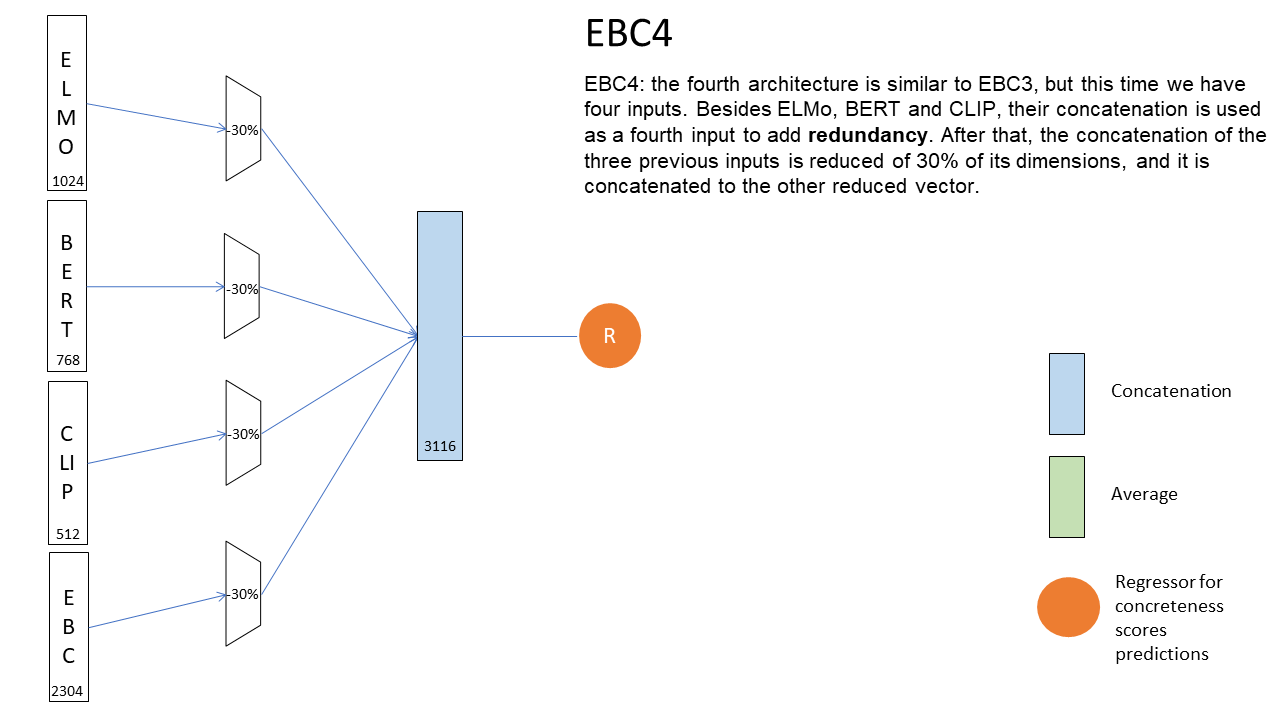 EBC4
EBC4: the fourth architecture is similar to EBC3, but this time we have
four inputs. Besides ELMo, BERT and CLIP, their concatenation is used
as a fourth input to add redundancy. After that, the concatenation of the
three previous inputs is reduced of 30% of its dimensions, and it is
concatenated to the other reduced vector.
E
L
M
O
1024
-30%
B
E
R
T
768
-30%
C
LI
P
512
-30%
E
B
C
2304
-30%
3116
R
Concatenation
Average
Regressor for
concreteness
scores
predictions